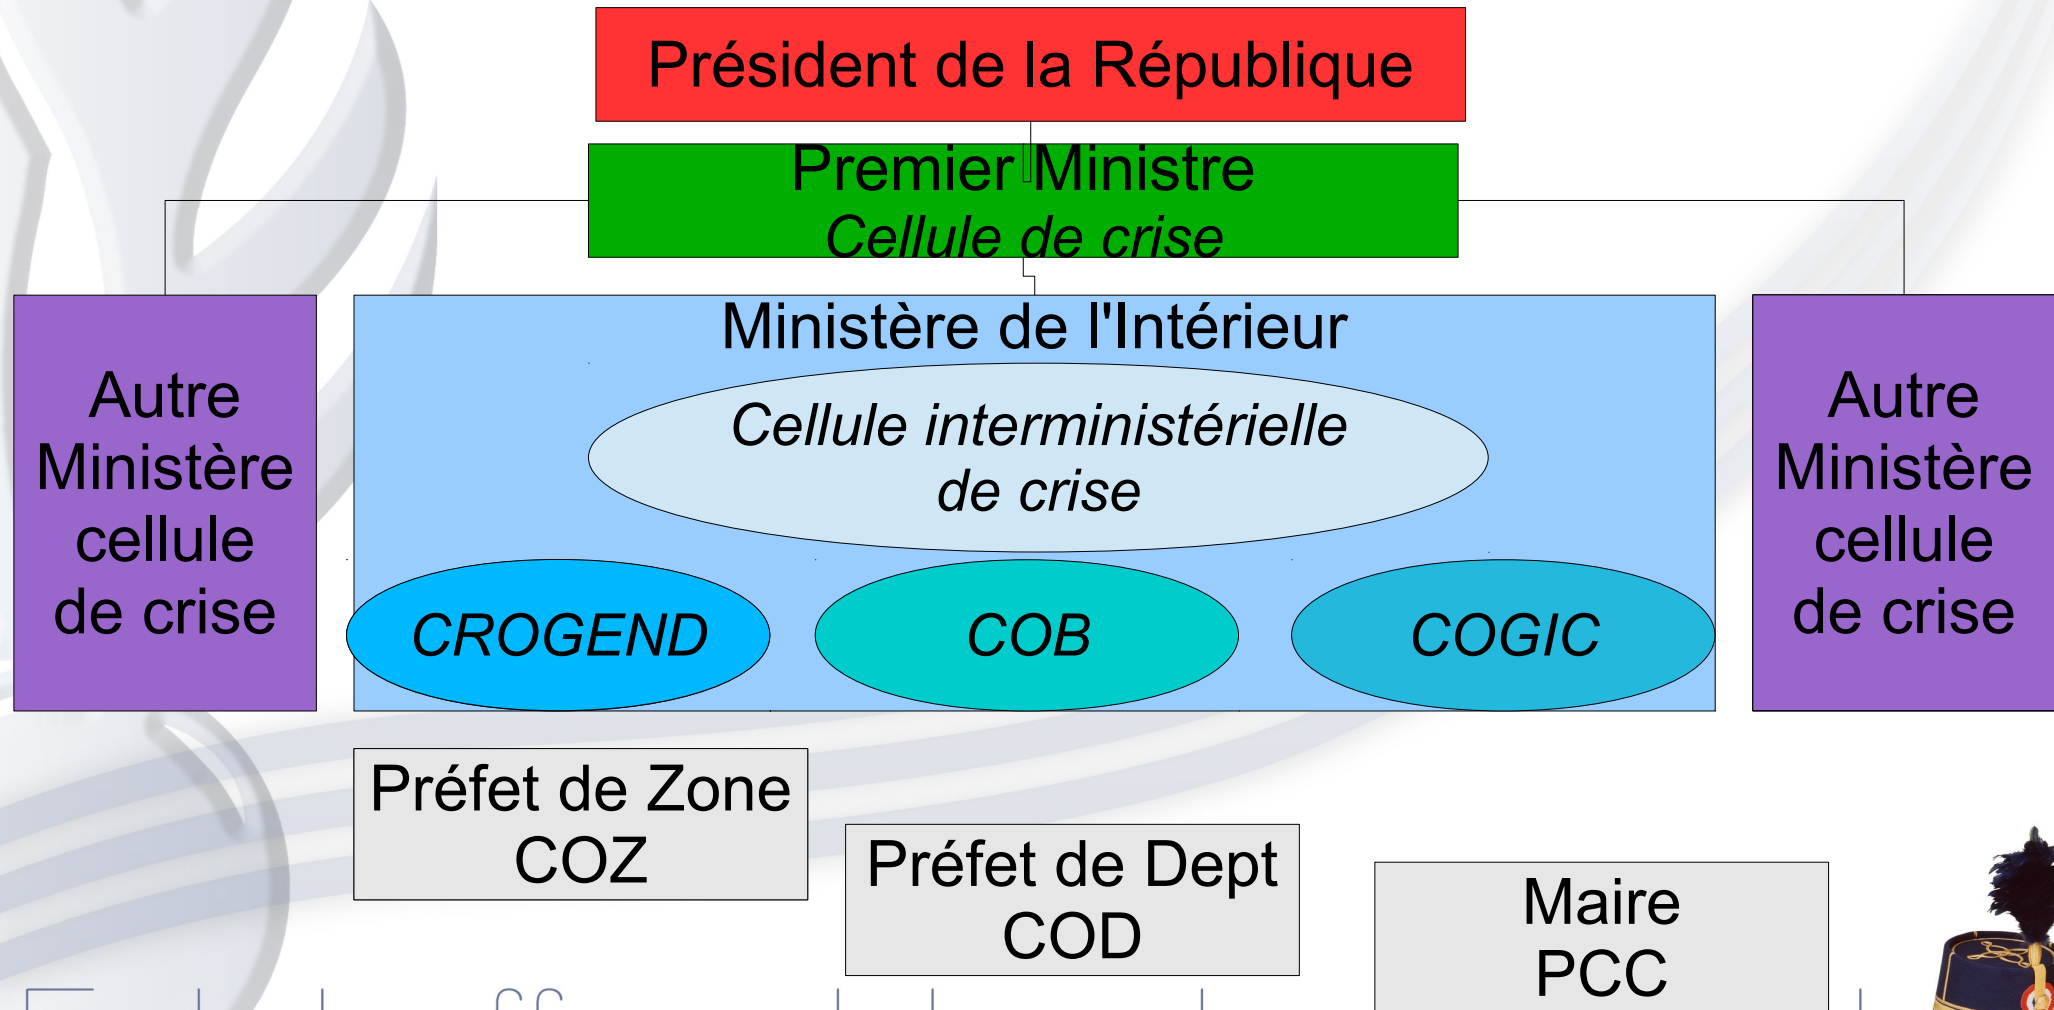 Président de la République
Premier Ministre
Cellule de crise
Autre
Ministère
cellule
de crise
Ministère de l'Intérieur
Cellule interministérielle
de crise
CROGEND
COB
COGIC
Autre
Ministère
cellule
de crise
Préfet de Zone
COZ
Préfet de Dept
COD
Maire
PCC